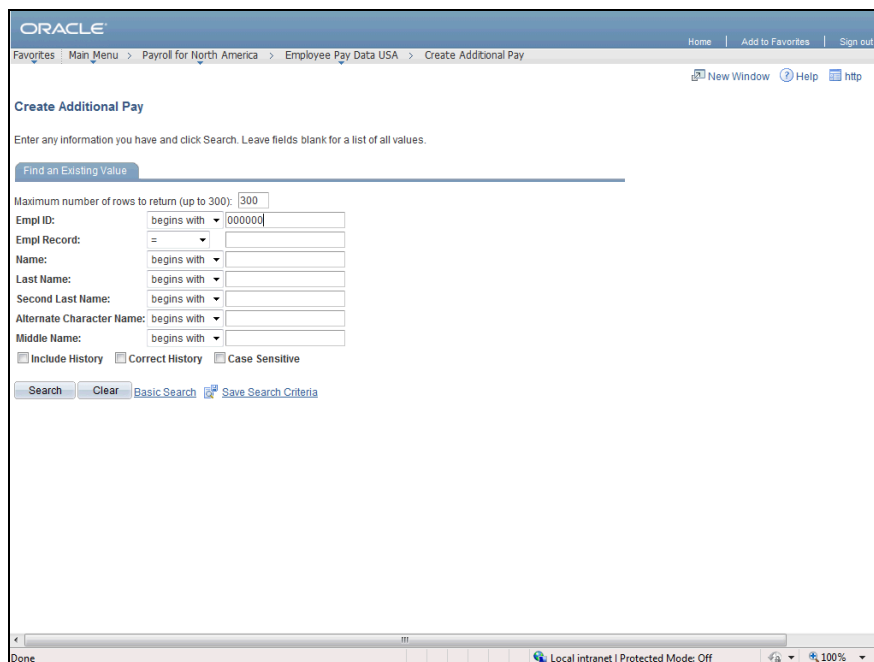 ORACLE
Home | Add to Favorites | Sign out
Favorites Main Menu > Payroll for North America > Employee Pay Data USA > Create Additional Pay
New Window Help http
Create Additional Pay
Enter any information you have and click Search. Leave fields blank for a list of all values.
Find an Existing Value
Maximum number of rows to return (up to 300): 300
Empl ID: begins with 000000
Empl Record: =
Name: begins with
Last Name: begins with
Second Last Name: begins with
Alternate Character Name: begins with
Middle Name: begins with
Include History Correct History Case Sensitive
Search Clear Basic Search Save Search Criteria
Done Local intranet | Protected Mode: Off 100%